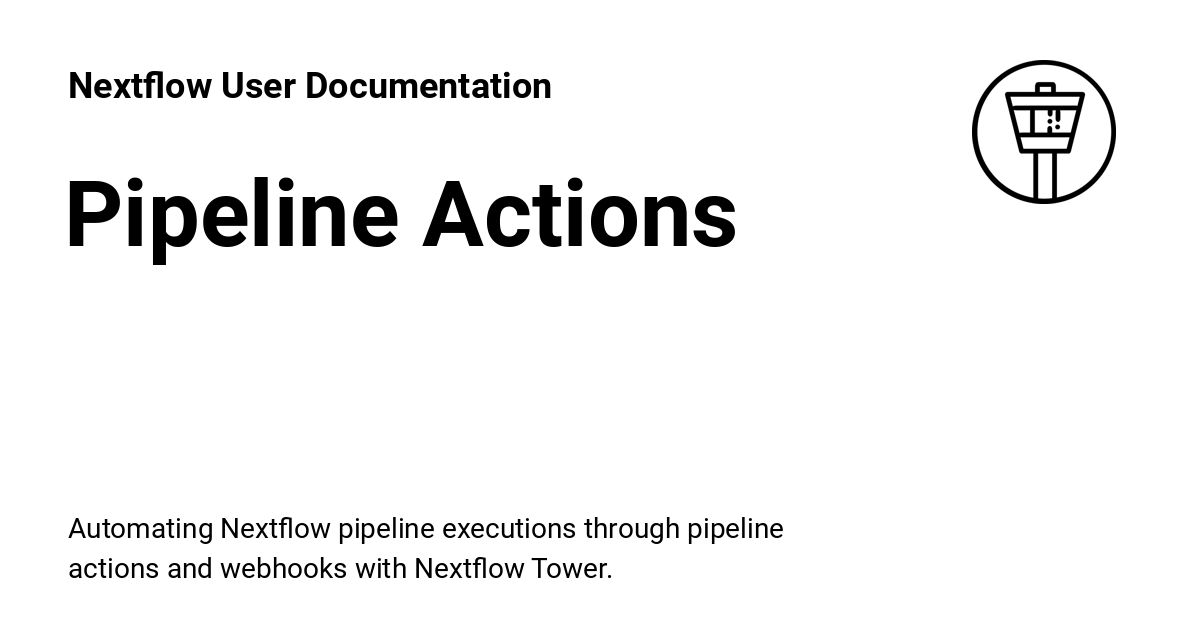 Nextflow User Documentation
Pipeline Actions
Automating Nextflow pipeline executions through pipeline
actions and webhooks with Nextflow Tower.